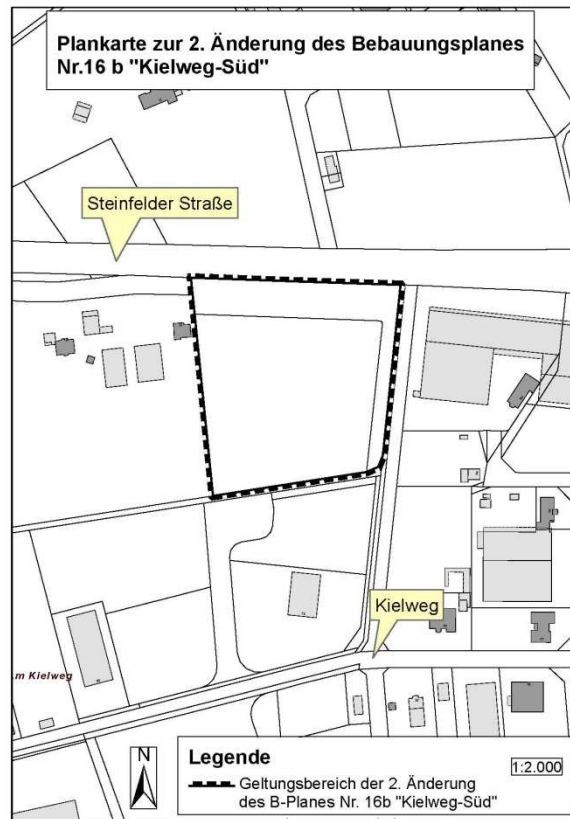 Plankarte zur 2. Änderung des Bebauungsplanes
Nr.16 b "Kielweg-Süd"
Steinfelder Straße
Kielweg
m Kielweg
N
Legende
1:2.000
Geltungsbereich der 2. Änderung
des B-Planes Nr. 16b "Kielweg-Süd"